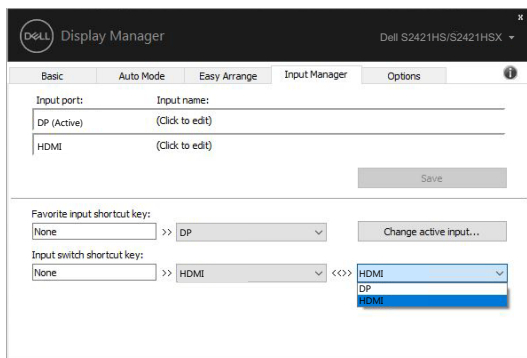 DELL Display Manager Dell S2421HS/S2421HSX
x
Basic Auto Mode Easy Arrange Input Manager Options
Input port: Input name:
DP (Active) (Click to edit)
HDMI (Click to edit)
Save
Favorite input shortcut key:
None >> DP Change active input...
Input switch shortcut key:
None >> HDMI <<>> HDMI
DP
HDMI